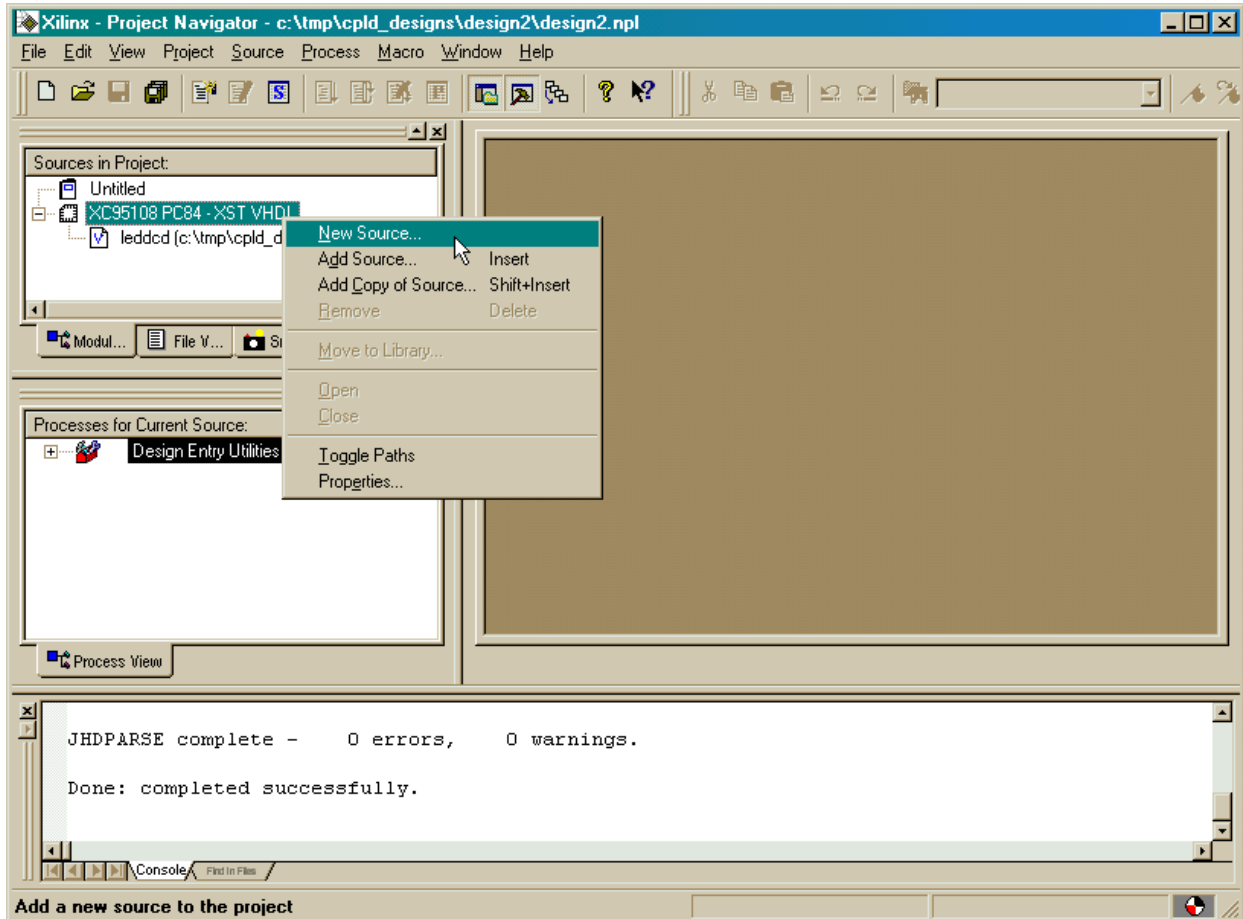 Xilinx - Project Navigator - c:\tmp\cpld_designs\design2\design2.npl
File Edit View Project Source Process Macro Window Help
Sources in Project:
Untitled
XC95108 PC84 - XST VHDL
leddcd (c:\tmp\cpld_d
New Source...
Add Source... Insert
Add Copy of Source... Shift+Insert
Remove Delete
Move to Library...
Open
Close
Toggle Paths
Properties...
Modul... File V...
Processes for Current Source:
Design Entry Utilities
Process View
JHDPARSE complete - 0 errors, 0 warnings.
Done: completed successfully.
Console Find in Files
Add a new source to the project